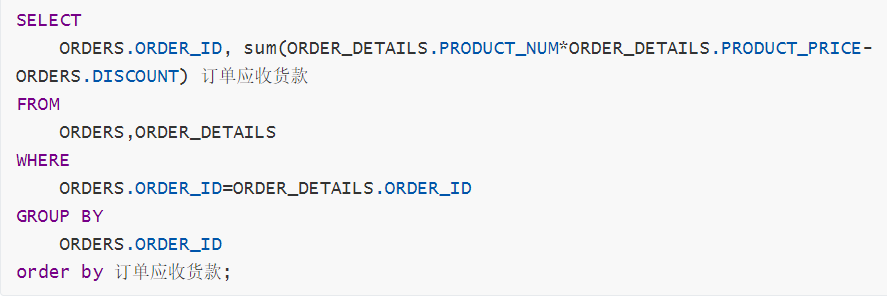 SELECT
ORDERS.ORDER_ID, sum(ORDER_DETAILS.PRODUCT_NUM*ORDER_DETAILS.PRODUCT_PRICE-
ORDERS.DISCOUNT) 订单应收货款
FROM
ORDERS,ORDER_DETAILS
WHERE
ORDERS.ORDER_ID=ORDER_DETAILS.ORDER_ID
GROUP BY
ORDERS.ORDER_ID
order by 订单应收货款;